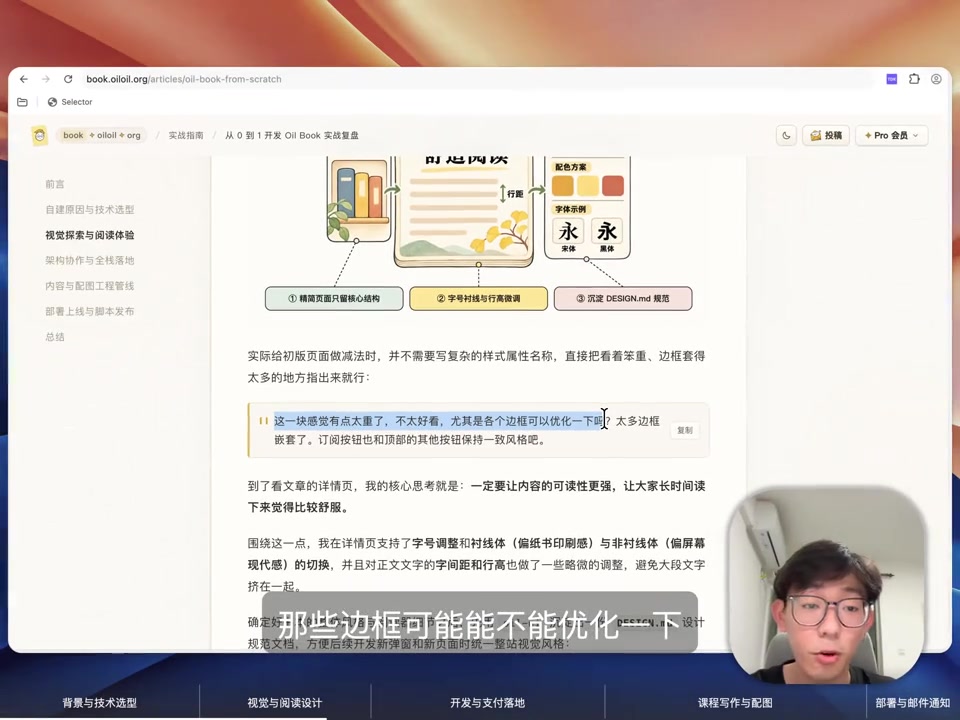 book.oiloil.org/articles/oil-book-from-scratch
Selector
book ✦ oiloil ✦ org / 实战指南 / 从 0 到 1 开发 Oil Book 实战复盘
投稿
Pro 会员
前言
自建原因与技术选型
视觉探索与阅读体验
架构协作与全栈落地
内容与配图工程管线
部署上线与脚本发布
总结
舒适阅读
行距
配色方案
字体示例
永 永
宋体 黑体
① 精简页面只留核心结构
② 字号衬线与行高微调
③ 沉淀 DESIGN.md 规范
实际给初版页面做减法时，并不需要写复杂的样式属性名称，直接把看着笨重、边框套得
太多的地方指出来就行：
这一块感觉有点太重了，不太好看，尤其是各个边框可以优化一下吗？太多边框
嵌套了。订阅按钮也和顶部的其他按钮保持一致风格吧。
复制
到了看文章的详情页，我的核心思考就是：一定要让内容的可读性更强，让大家长时间读
下来觉得比较舒服。
围绕这一点，我在详情页支持了字号调整和衬线体（偏纸书印刷感）与非衬线体（偏屏幕
现代感）的切换，并且对正文文字的字间距和行高也做了一些略微的调整，避免大段文字
挤在一起。
确定好
设计
规范文档，方便后续开发新弹窗和新页面时统一整站视觉风格：
那些边框可能能不能优化一下
背景与技术选型
视觉与阅读设计
开发与支付落地
课程写作与配图
部署与邮件通知